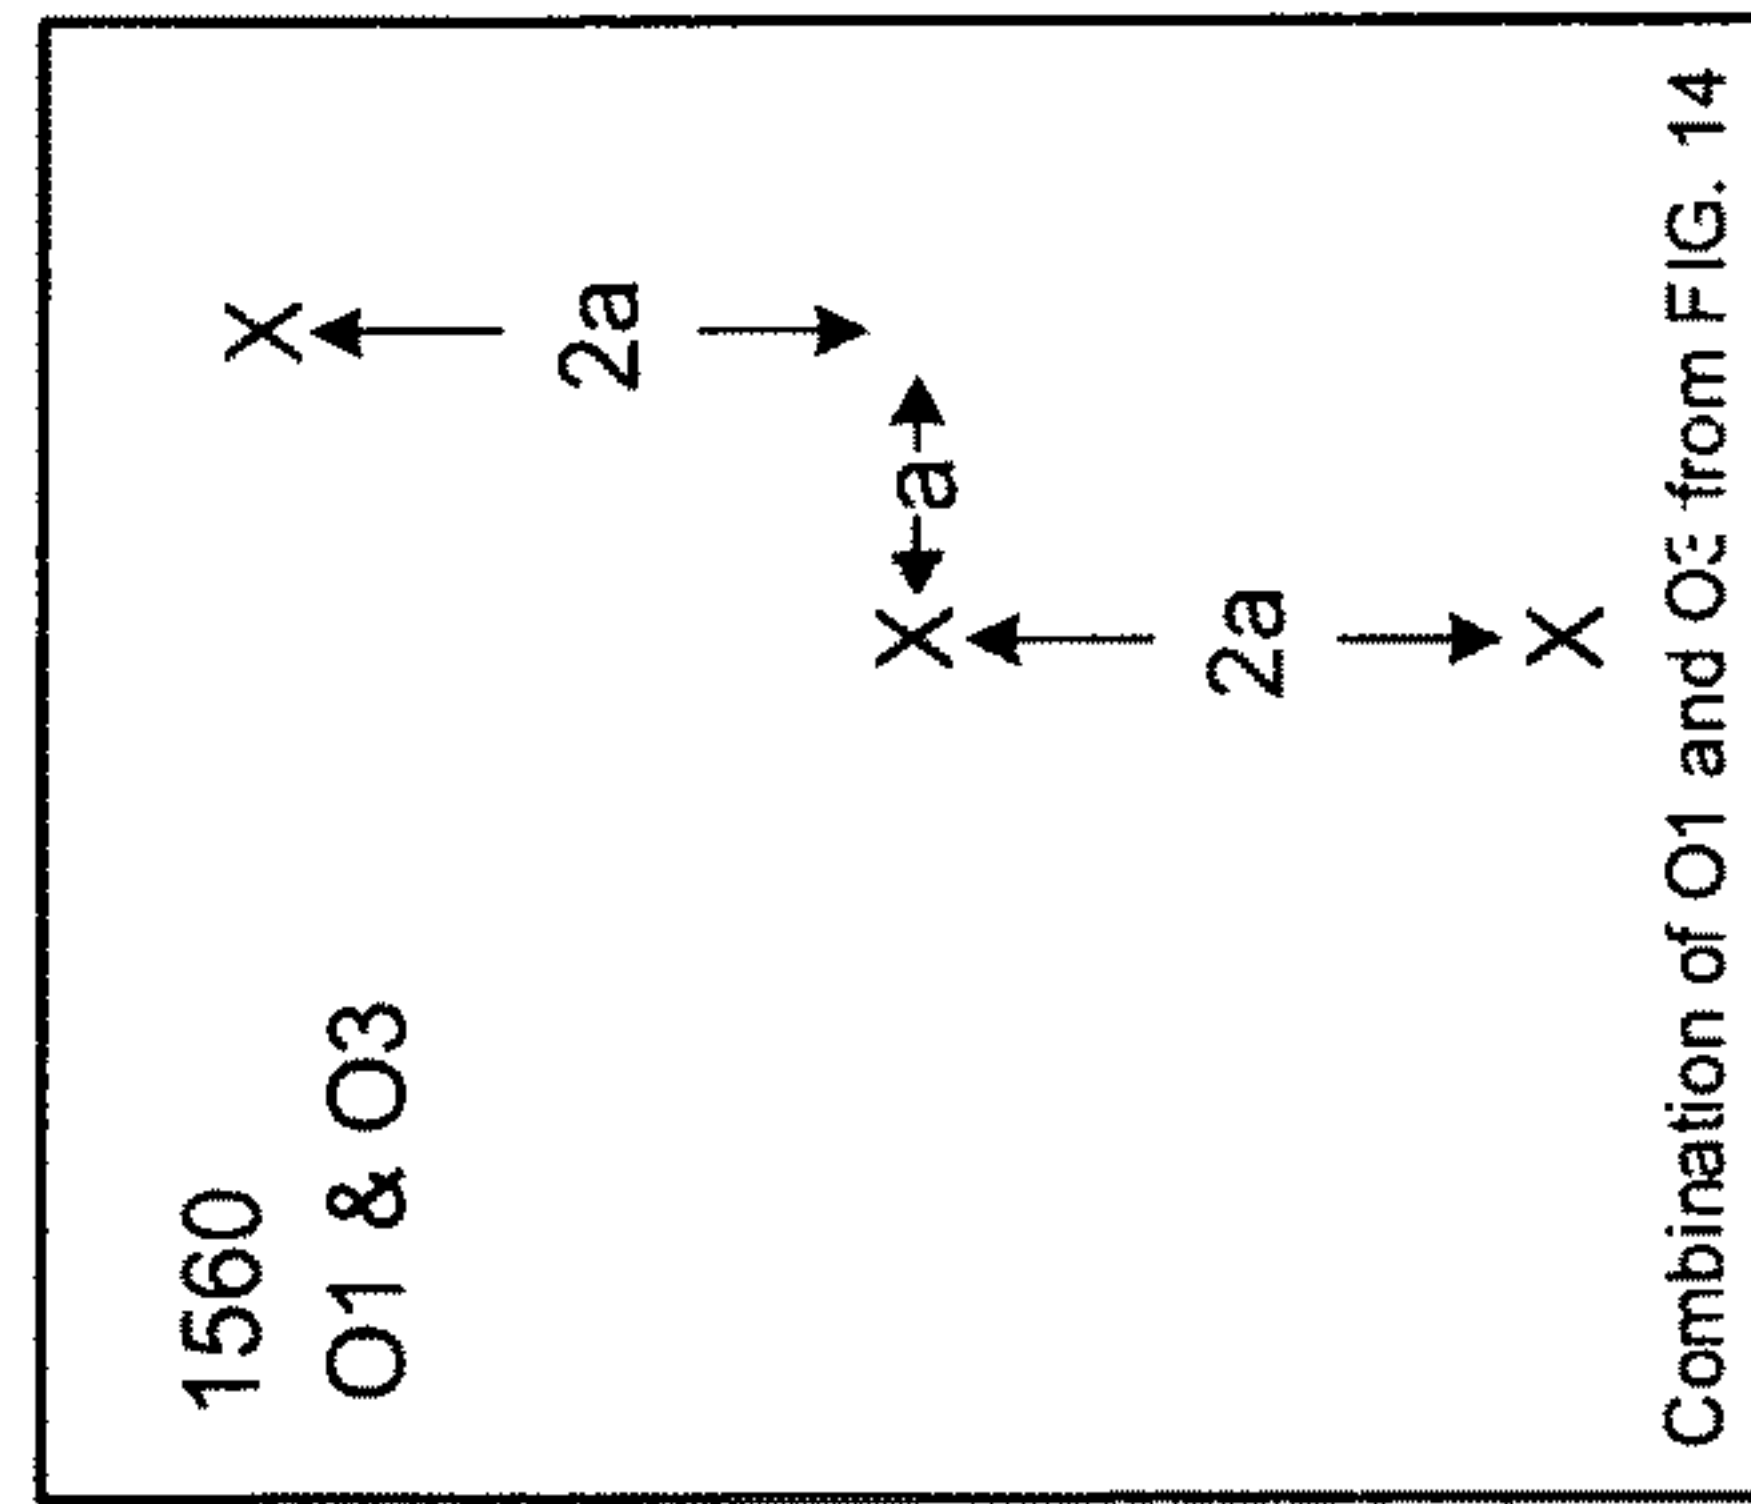 1560
O1 & O3
X
2a
a
X
2a
X
Combination of O1 and O3 from FIG. 14